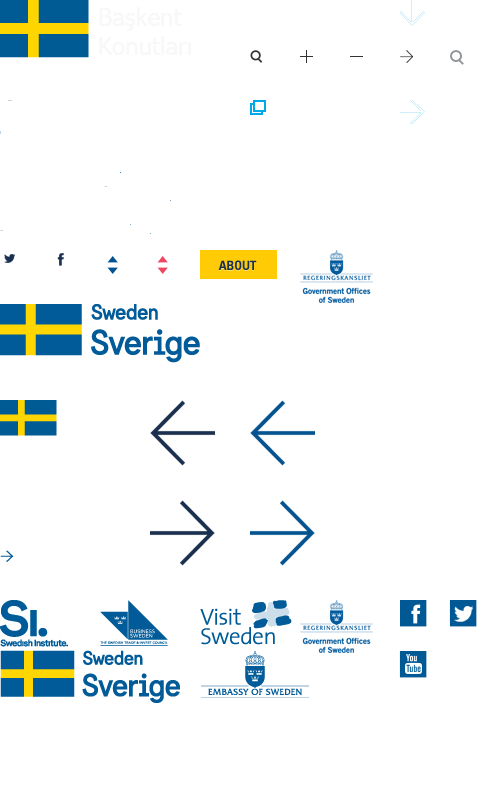 Başkent
Konutları
ABOUT
REGERINGSKANSLIET
Government Offices
of Sweden
Sweden
Sverige
SI.
Swedish Institute.
BUSINESS
SWEDEN
THE SWEDISH TRADE & INVEST COUNCIL
Visit
Sweden
REGERINGSKANSLIET
Government Offices
of Sweden
You
Tube
Sweden
Sverige
EMBASSY OF SWEDEN